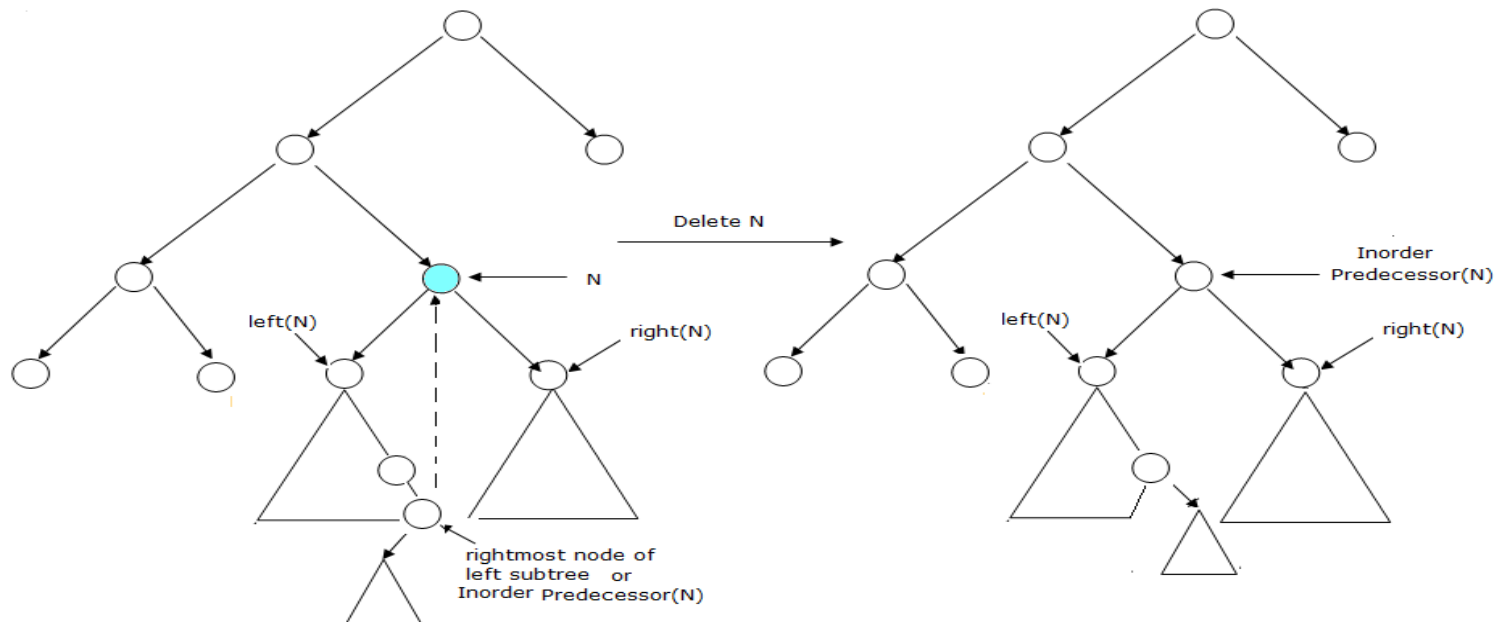 Delete N
N
left(N)
right(N)
rightmost node of
left subtree or
Inorder Predecessor(N)
Inorder
Predecessor(N)
left(N)
right(N)